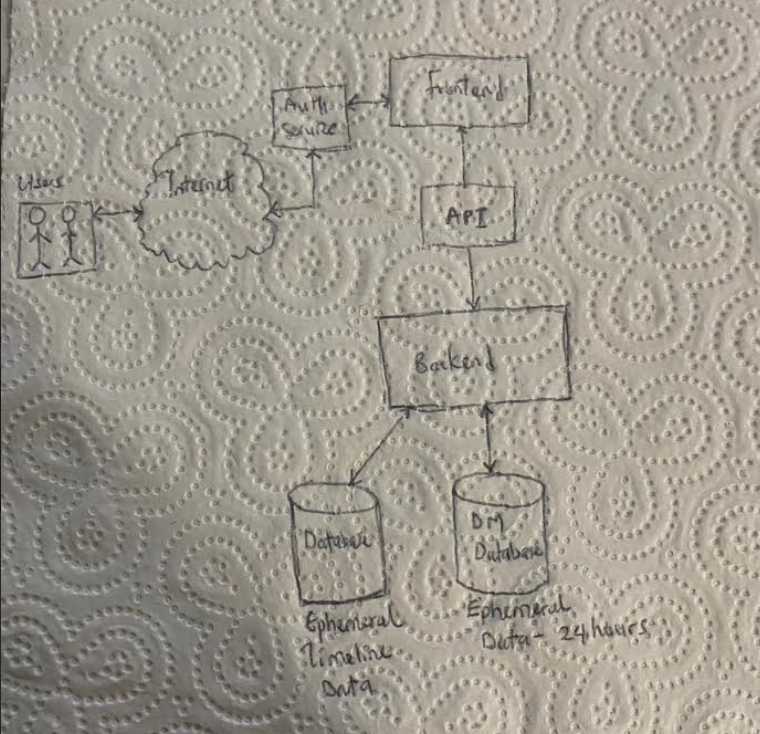 Users
Internet
Auth
Service
Frontend
API
Backend
Database
Ephemeral
Timeline
Data
DM
Database
Ephemeral
Data - 24 hours